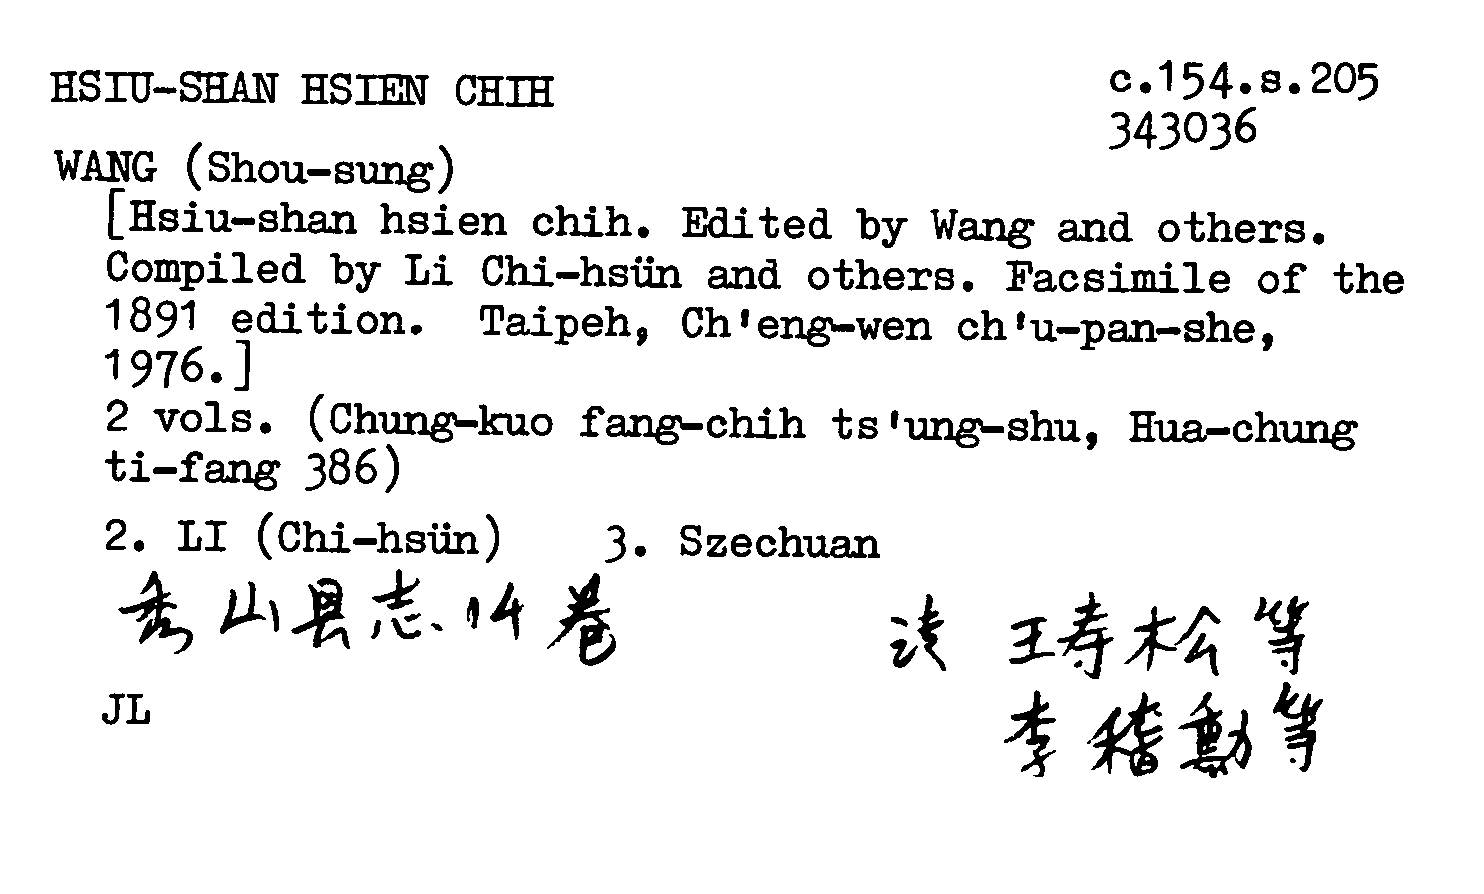 HSIU-SHAN HSIEN CHIH
c.154.s.205
343036
WANG (Shou-sung)
[Hsiu-shan hsien chih. Edited by Wang and others.
Compiled by Li Chi-hsün and others. Facsimile of the
1891 edition. Taipeh, Ch'eng-wen ch'u-pan-she,
1976.]
2 vols. (Chung-kuo fang-chih ts'ung-shu, Hua-chung
ti-fang 386)
2. LI (Chi-hsün) 3. Szechuan
秀山县志、14卷
清 王寿松等
李稽勳等
JL